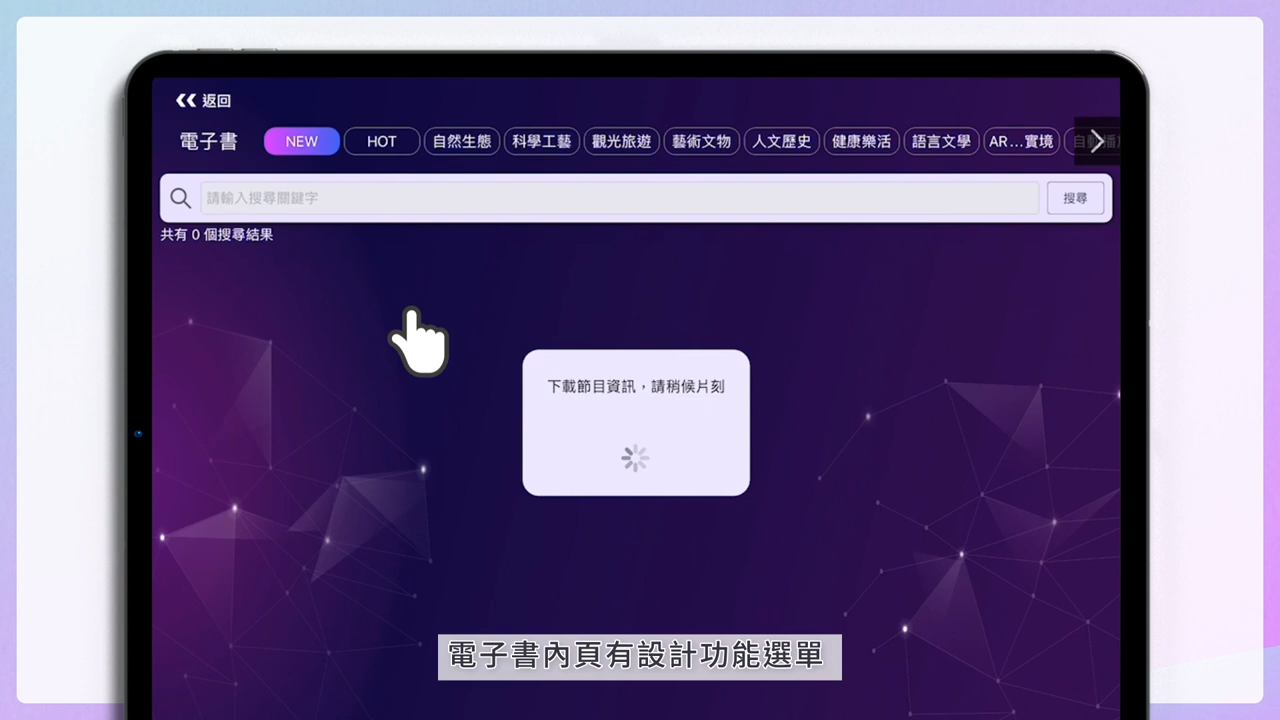 返回
電子書 NEW HOT 自然生態 科學工藝 觀光旅遊 藝術文物 人文歷史 健康樂活 語言文學 AR...實境 自動播
請輸入搜尋關鍵字 搜尋
共有 0 個搜尋結果
下載節目資訊，請稍候片刻
電子書內頁有設計功能選單